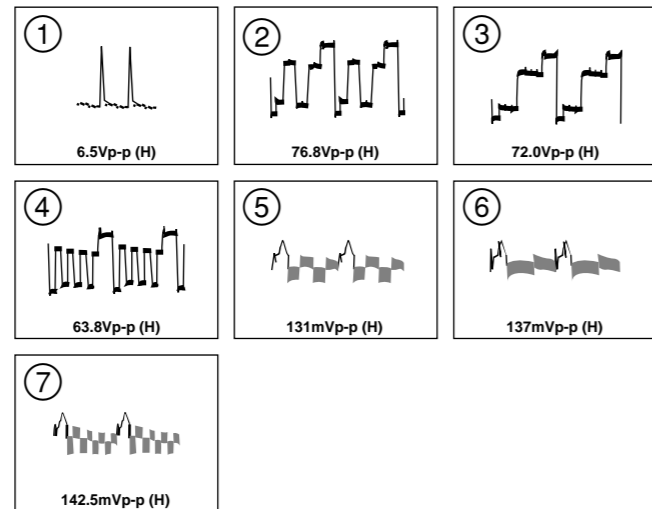 1
6.5Vp-p (H)
2
76.8Vp-p (H)
3
72.0Vp-p (H)
4
63.8Vp-p (H)
5
131mVp-p (H)
6
137mVp-p (H)
7
142.5mVp-p (H)